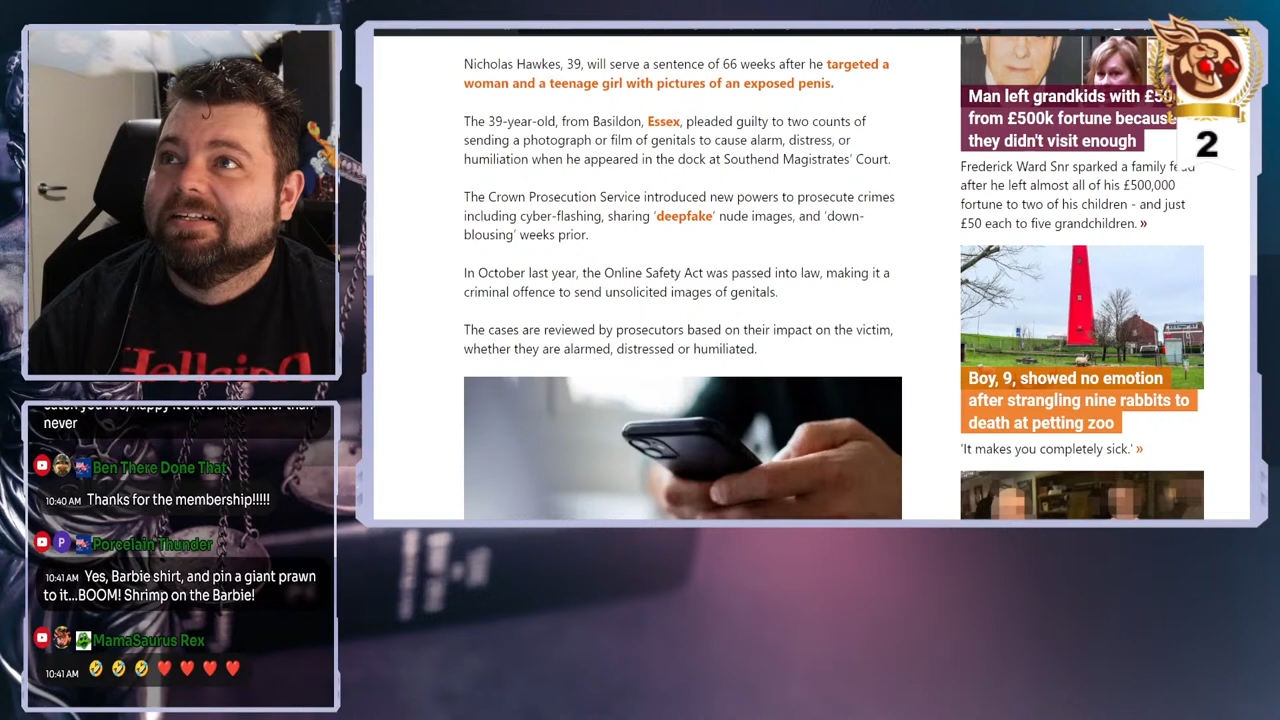 Hellsing
never
Ben There Done That
10:40 AM Thanks for the membership!!!!!
P Porcelain Thunder
10:41 AM Yes, Barbie shirt, and pin a giant prawn
to it...BOOM! Shrimp on the Barbie!
MamaSaurus Rex
10:41 AM 🤣 🤣 🤣 ❤️ ❤️ ❤️ ❤️
Nicholas Hawkes, 39, will serve a sentence of 66 weeks after he targeted a
woman and a teenage girl with pictures of an exposed penis.
The 39-year-old, from Basildon, Essex, pleaded guilty to two counts of
sending a photograph or film of genitals to cause alarm, distress, or
humiliation when he appeared in the dock at Southend Magistrates’ Court.
The Crown Prosecution Service introduced new powers to prosecute crimes
including cyber-flashing, sharing ‘deepfake’ nude images, and ‘down-
blousing’ weeks prior.
In October last year, the Online Safety Act was passed into law, making it a
criminal offence to send unsolicited images of genitals.
The cases are reviewed by prosecutors based on their impact on the victim,
whether they are alarmed, distressed or humiliated.
Man left grandkids with £50
from £500k fortune because
they didn't visit enough
Frederick Ward Snr sparked a family feud
after he left almost all of his £500,000
fortune to two of his children - and just
£50 each to five grandchildren. »
Boy, 9, showed no emotion
after strangling nine rabbits to
death at petting zoo
'It makes you completely sick.' »
2